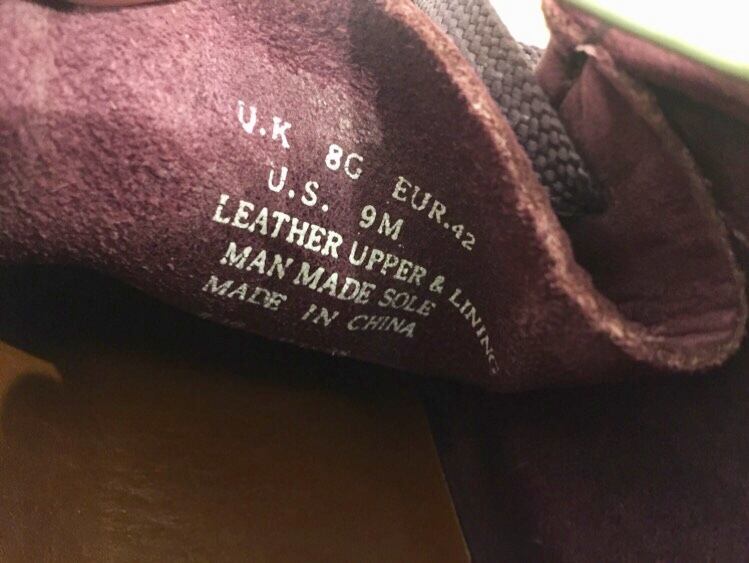 U.K 8G EUR.42
U.S. 9M
LEATHER UPPER & LINING
MAN MADE SOLE
MADE IN CHINA